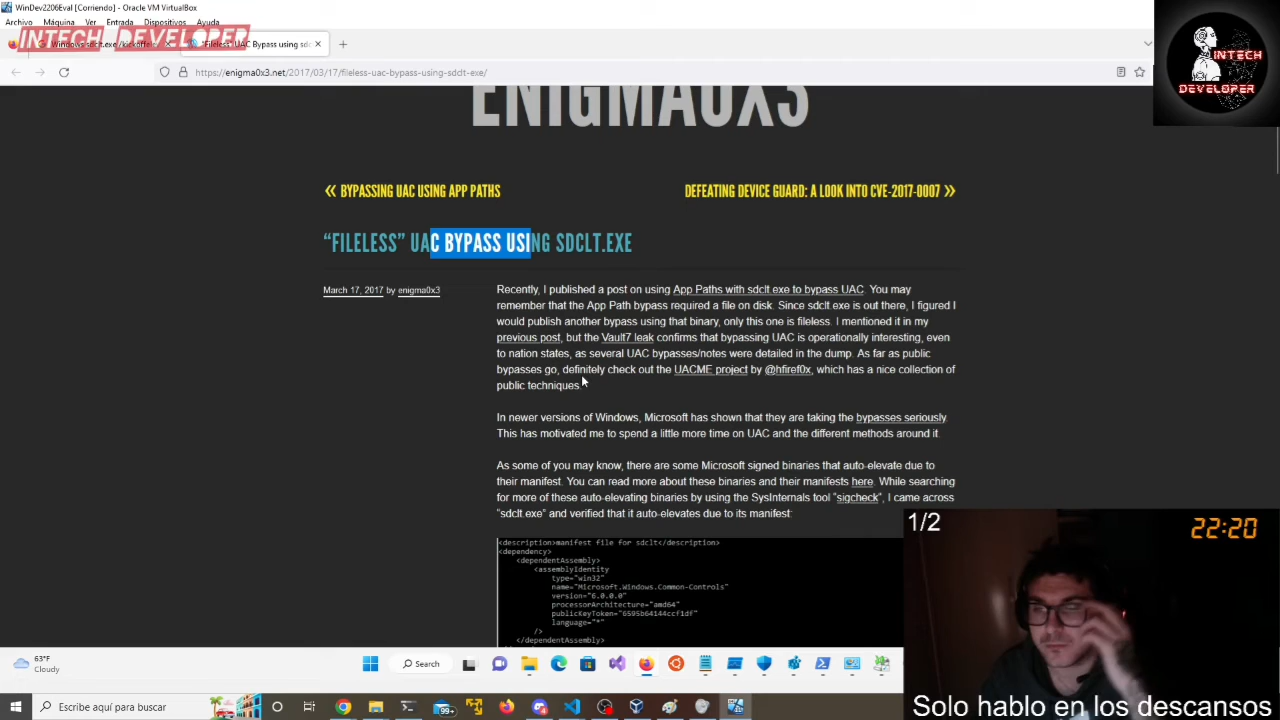 WinDev2206Eval [Corriendo] - Oracle VM VirtualBox
Archivo Máquina Ver Entrada Dispositivos Ayuda
INTECH DEVELOPER
Windows sdclt.exe /kickoffelev
"Fileless" UAC Bypass using sdc
https://enigma0x3.net/2017/03/17/fileless-uac-bypass-using-sdclt-exe/
INTECH
DEVELOPER
ENIGMA0X3
« BYPASSING UAC USING APP PATHS
DEFEATING DEVICE GUARD: A LOOK INTO CVE-2017-0007 »
“FILELESS” UAC BYPASS USING SDCLT.EXE
March 17, 2017 by enigma0x3
Recently, I published a post on using App Paths with sdclt.exe to bypass UAC. You may
remember that the App Path bypass required a file on disk. Since sdclt.exe is out there, I figured I
would publish another bypass using that binary, only this one is fileless. I mentioned it in my
previous post, but the Vault7 leak confirms that bypassing UAC is operationally interesting, even
to nation states, as several UAC bypasses/notes were detailed in the dump. As far as public
bypasses go, definitely check out the UACME project by @hfiref0x, which has a nice collection of
public techniques.
In newer versions of Windows, Microsoft has shown that they are taking the bypasses seriously.
This has motivated me to spend a little more time on UAC and the different methods around it.
As some of you may know, there are some Microsoft signed binaries that auto-elevate due to
their manifest. You can read more about these binaries and their manifests here. While searching
for more of these auto-elevating binaries by using the SysInternals tool “sigcheck“, I came across
“sdclt.exe” and verified that it auto-elevates due to its manifest:
<description>manifest file for sdclt</description>
<dependency>
<dependentAssembly>
<assemblyIdentity
type="win32"
name="Microsoft.Windows.Common-Controls"
version="6.0.0.0"
processorArchitecture="amd64"
publicKeyToken="6595b64144ccf1df"
language="*"
/>
</dependentAssembly>
1/2
22:20
63°F
Cloudy
Search
Escribe aquí para buscar
99+
Solo hablo en los descansos